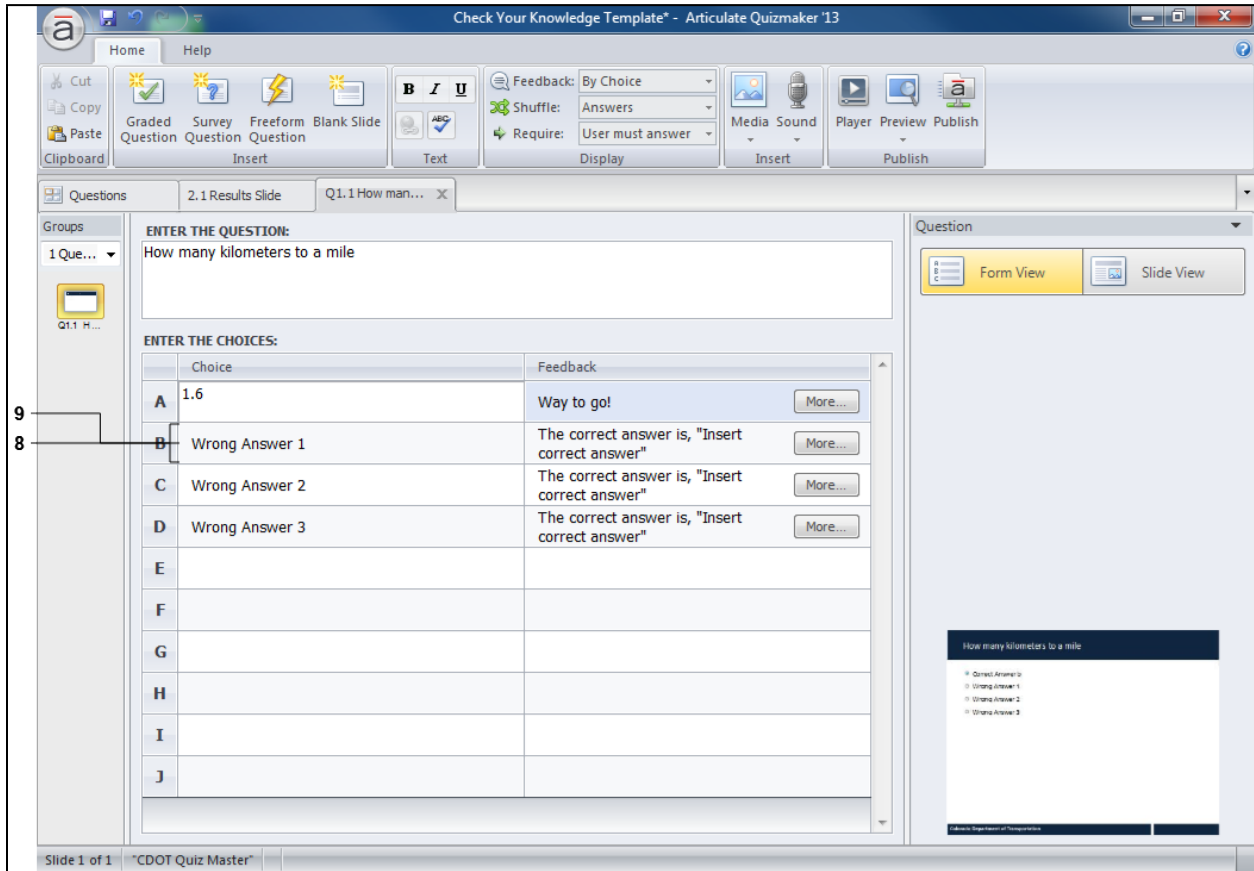 Check Your Knowledge Template* - Articulate Quizmaker '13
Home Help
Cut
Copy
Paste
Clipboard
Graded Question
Survey Question
Freeform Question
Blank Slide
Insert
B I U
ABC
Text
Feedback: By Choice
Shuffle: Answers
Require: User must answer
Display
Media Sound
Insert
Player Preview Publish
Publish
Questions 2.1 Results Slide Q1.1 How man...
Groups
1 Que...
Q1.1 H...
ENTER THE QUESTION:
How many kilometers to a mile
ENTER THE CHOICES:
Choice Feedback
A 1.6 Way to go! More...
9
8
B Wrong Answer 1 The correct answer is, "Insert
correct answer" More...
C Wrong Answer 2 The correct answer is, "Insert
correct answer" More...
D Wrong Answer 3 The correct answer is, "Insert
correct answer" More...
E
F
G
H
I
J
Question
Form View Slide View
How many kilometers to a mile
Wrong Answer 1
Wrong Answer 2
Wrong Answer 3
Colorado Department of Transportation
Slide 1 of 1 "CDOT Quiz Master"